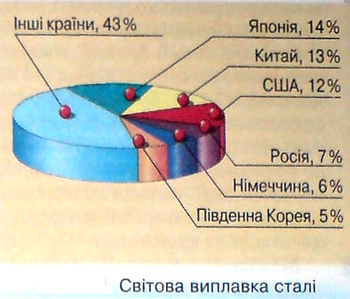 Інші країни, 43 %
Японія, 14 %
Китай, 13 %
США, 12 %
Росія, 7 %
Німеччина, 6 %
Південна Корея, 5 %
Світова виплавка сталі